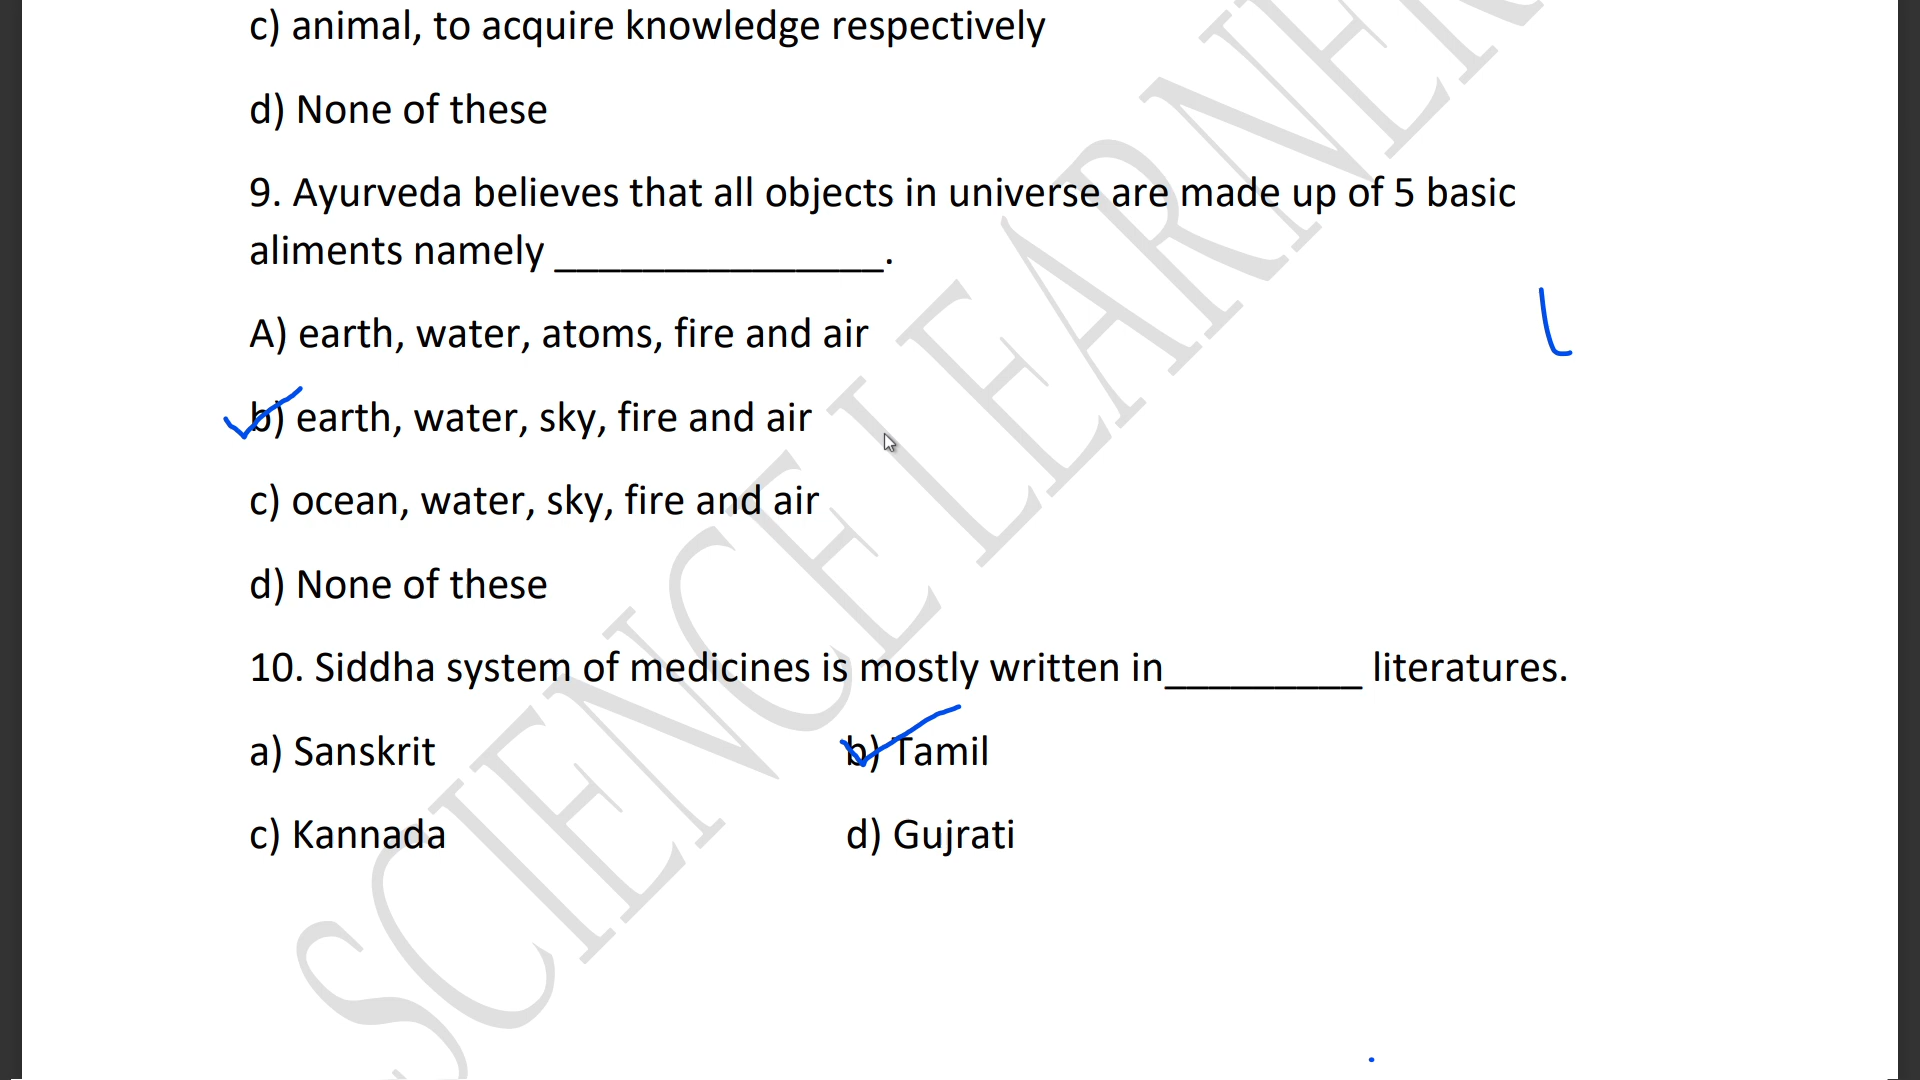 c) animal, to acquire knowledge respectively
d) None of these
9. Ayurveda believes that all objects in universe are made up of 5 basic
aliments namely _______________.
A) earth, water, atoms, fire and air
b) earth, water, sky, fire and air
c) ocean, water, sky, fire and air
d) None of these
10. Siddha system of medicines is mostly written in_________ literatures.
a) Sanskrit b) Tamil
c) Kannada d) Gujrati
SCIENCE LEARNER